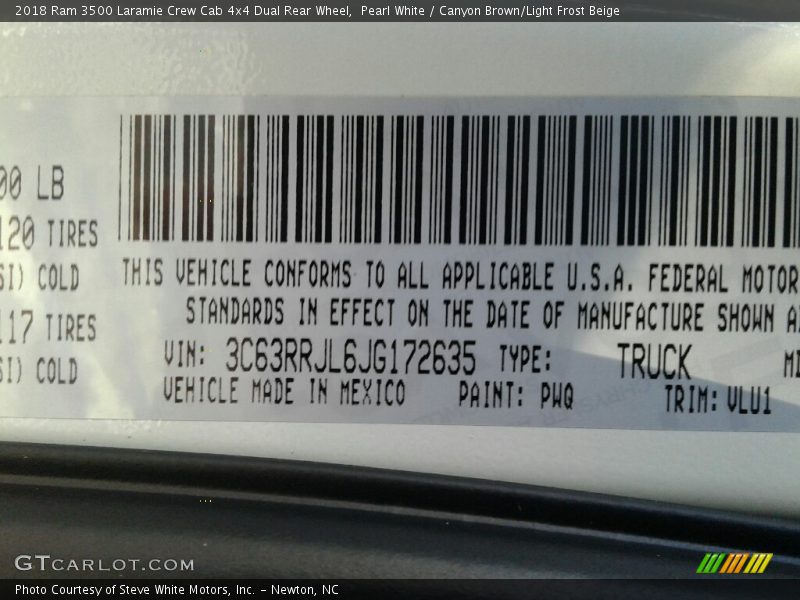 2018 Ram 3500 Laramie Crew Cab 4x4 Dual Rear Wheel,  Pearl White / Canyon Brown/Light Frost Beige
00 LB
120 TIRES
SI) COLD
117 TIRES
SI) COLD
THIS VEHICLE CONFORMS TO ALL APPLICABLE U.S.A. FEDERAL MOTOR
STANDARDS IN EFFECT ON THE DATE OF MANUFACTURE SHOWN
VIN: 3C63RRJL6JG172635 TYPE: TRUCK
VEHICLE MADE IN MEXICO PAINT: PWQ TRIM: VLU1
GTCARLOT.COM
Photo Courtesy of Steve White Motors, Inc. – Newton, NC